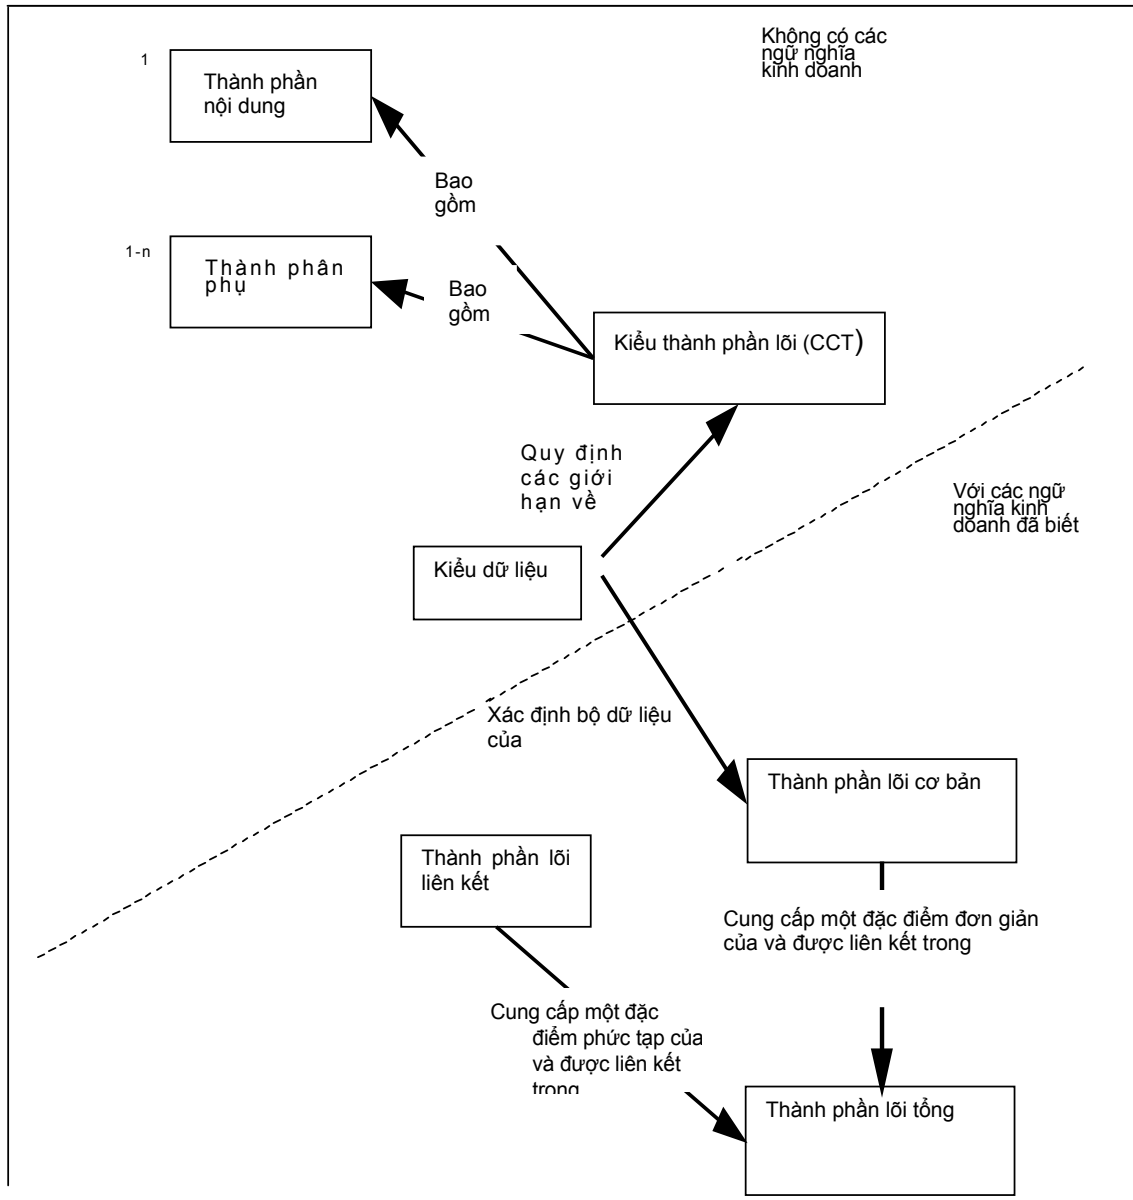 Không có các
ngữ nghĩa
kinh doanh
1
Thành phần
nội dung
Bao
gồm
1-n
Thành phân
phụ
Bao
gồm
Kiểu thành phần lõi (CCT)
Quy định
các giới
hạn về
Với các ngữ
nghĩa kinh
doanh đã biết
Kiểu dữ liệu
Xác định bộ dữ liệu
của
Thành phần lõi cơ bản
Thành phần lõi
liên kết
Cung cấp một đặc điểm đơn giản
của và được liên kết trong
Cung cấp một đặc
điểm phức tạp của
và được liên kết
trong
Thành phần lõi tổng